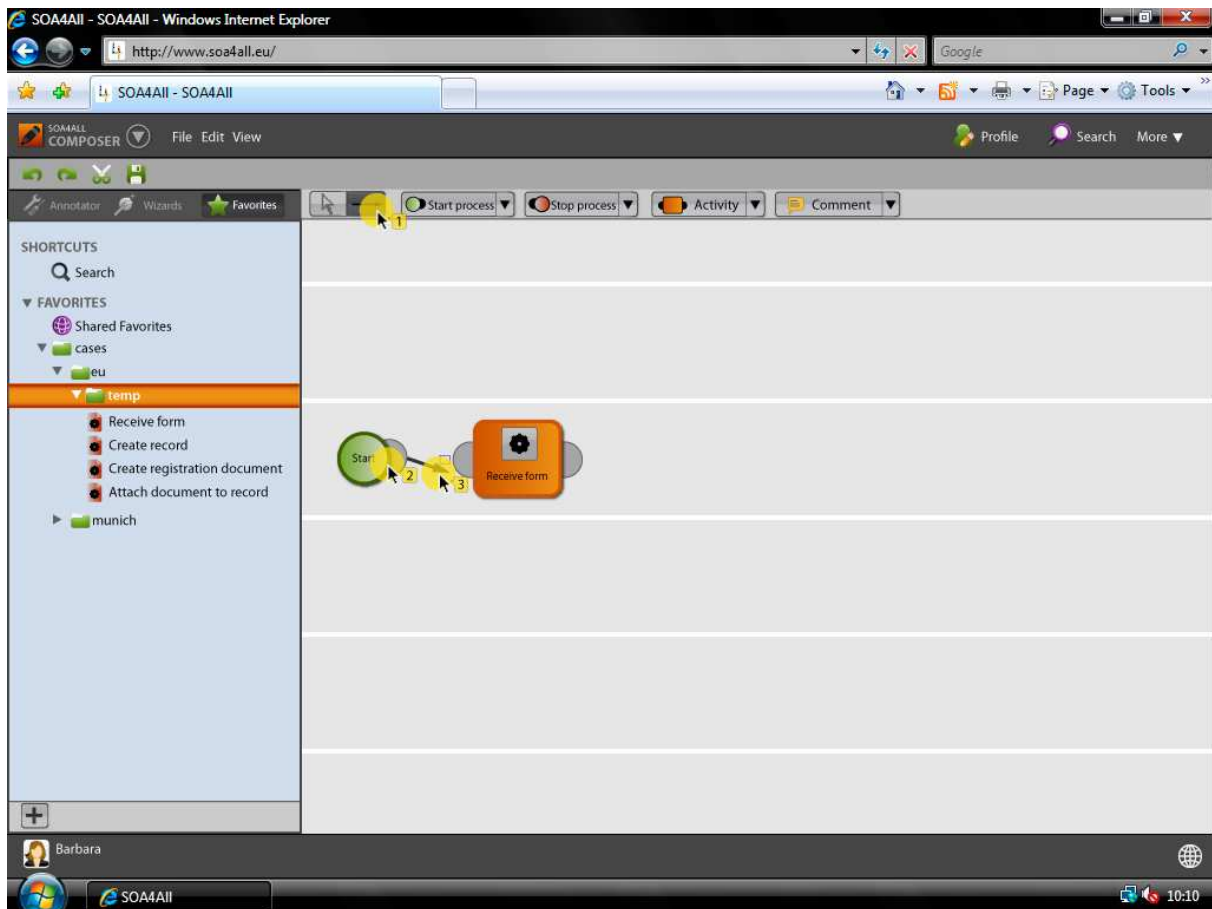 SOA4All - SOA4All - Windows Internet Explorer
http://www.soa4all.eu/
Google
SOA4All - SOA4All
Page
Tools
SOA4ALL
COMPOSER
File Edit View
Profile
Search
More
Annotator
Wizards
Favorites
Start process
Stop process
Activity
Comment
1
SHORTCUTS
Search
FAVORITES
Shared Favorites
cases
eu
temp
Receive form
Create record
Create registration document
Attach document to record
munich
Start
2
3
Receive form
Barbara
SOA4All
10:10